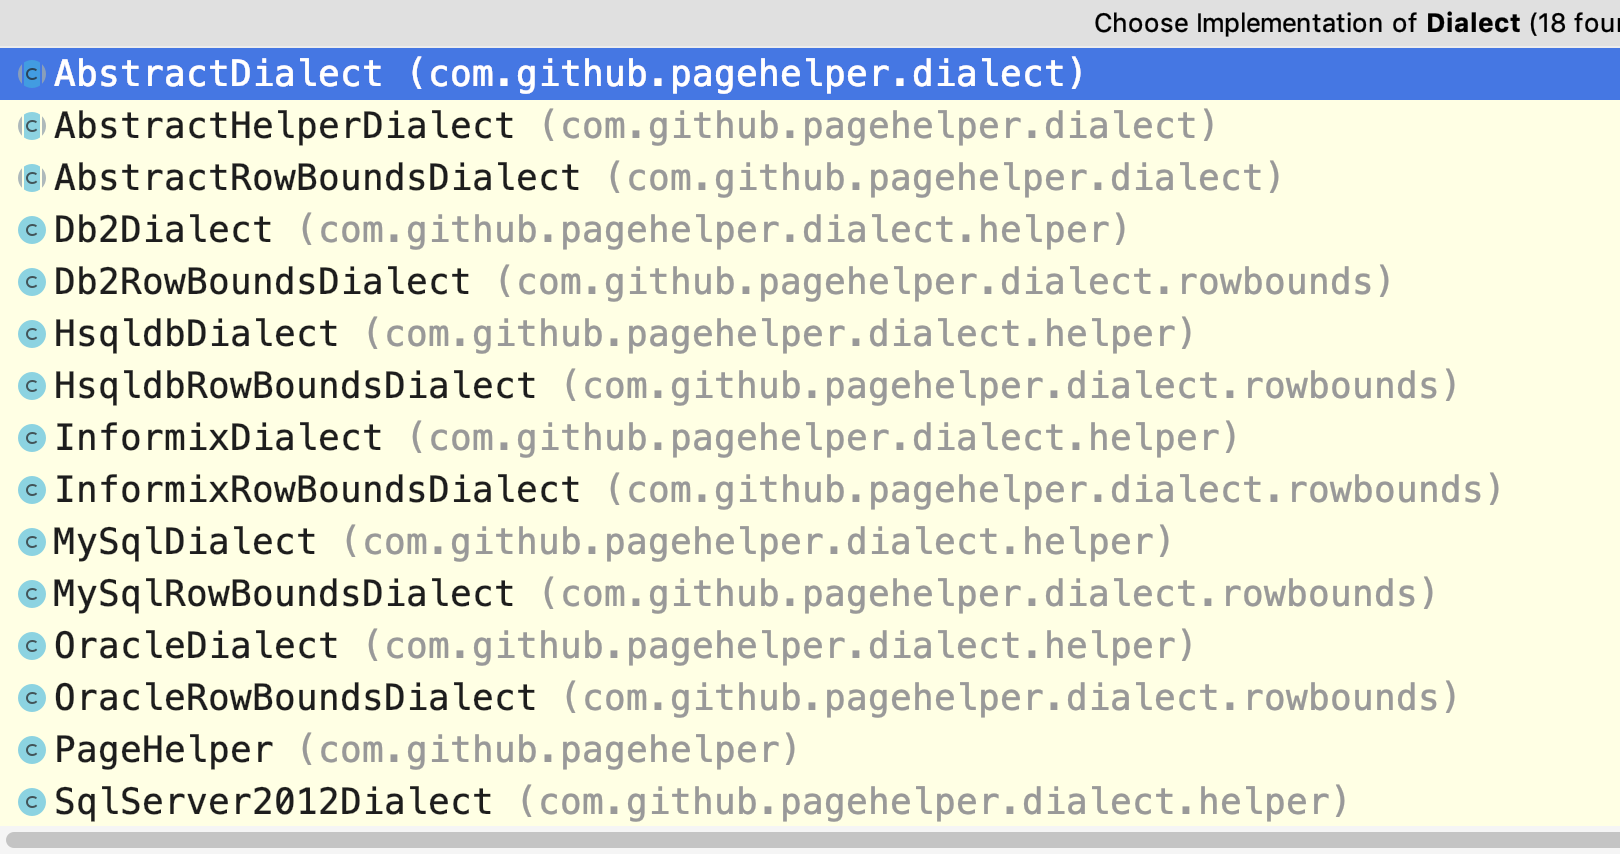 Choose Implementation of Dialect (18 
AbstractDialect (com.github.pagehelper.dialect)
AbstractHelperDialect (com.github.pagehelper.dialect)
AbstractRowBoundsDialect (com.github.pagehelper.dialect)
Db2Dialect (com.github.pagehelper.dialect.helper)
Db2RowBoundsDialect (com.github.pagehelper.dialect.rowbounds)
HsqldbDialect (com.github.pagehelper.dialect.helper)
HsqldbRowBoundsDialect (com.github.pagehelper.dialect.rowbounds)
InformixDialect (com.github.pagehelper.dialect.helper)
InformixRowBoundsDialect (com.github.pagehelper.dialect.rowbounds)
MySqlDialect (com.github.pagehelper.dialect.helper)
MySqlRowBoundsDialect (com.github.pagehelper.dialect.rowbounds)
OracleDialect (com.github.pagehelper.dialect.helper)
OracleRowBoundsDialect (com.github.pagehelper.dialect.rowbounds)
PageHelper (com.github.pagehelper)
SqlServer2012Dialect (com.github.pagehelper.dialect.helper)